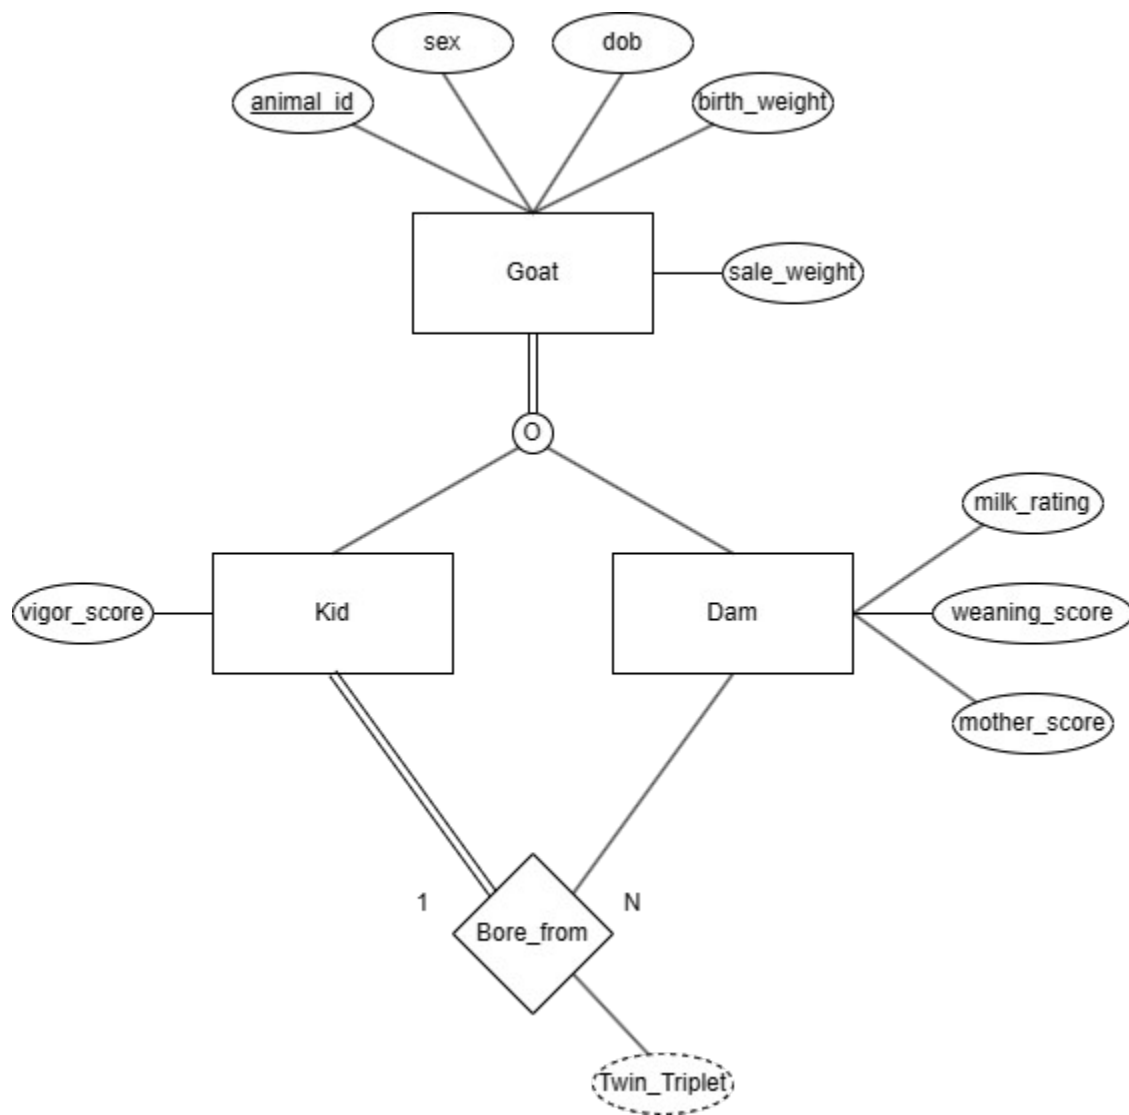 sex
dob
animal_id
birth_weight
Goat
sale_weight
O
milk_rating
vigor_score
Kid
Dam
weaning_score
mother_score
1
N
Bore_from
Twin_Triplet